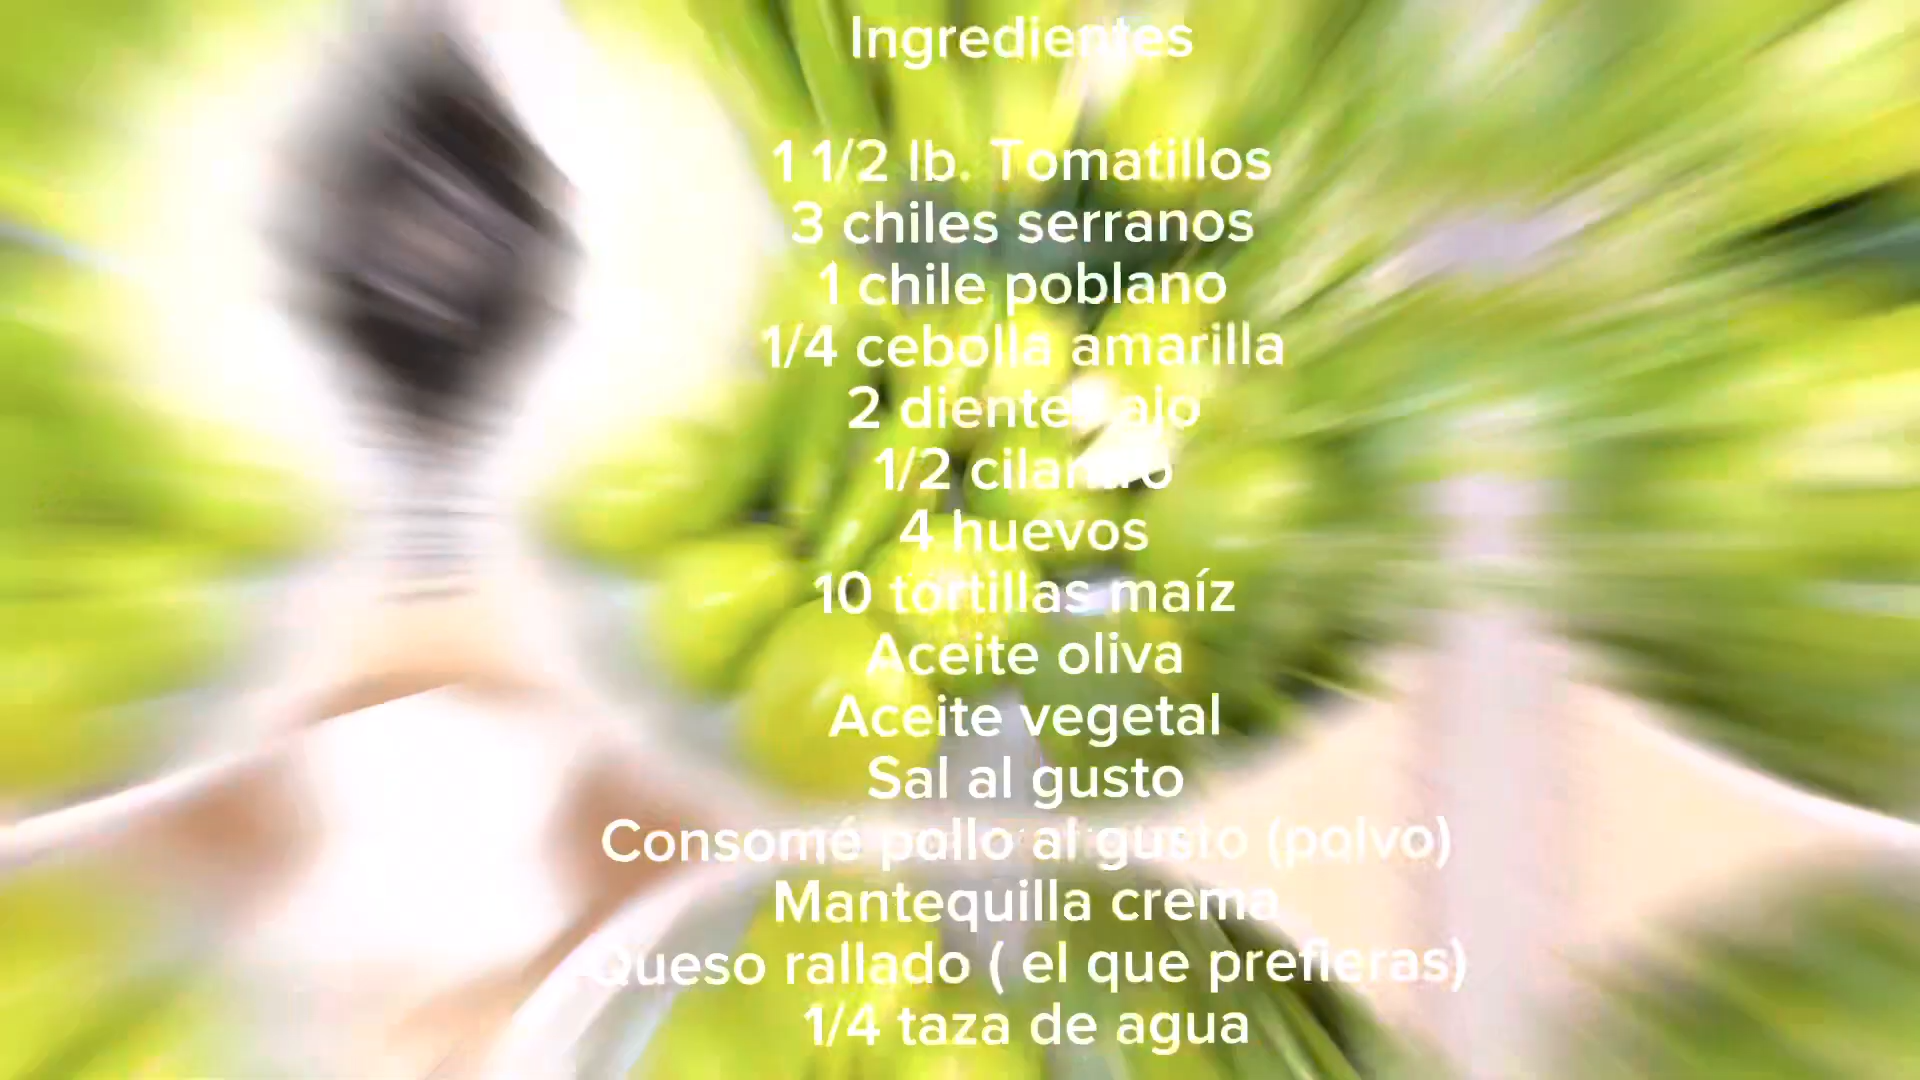 Ingredientes
1 1/2 lb. Tomatillos
3 chiles serranos
1 chile poblano
1/4 cebolla amarilla
2 dientes ajo
1/2 cilantro
4 huevos
10 tortillas maíz
Aceite oliva
Aceite vegetal
Sal al gusto
Consomé pollo al gusto (polvo)
Mantequilla crema
Queso rallado ( el que prefieras)
1/4 taza de agua